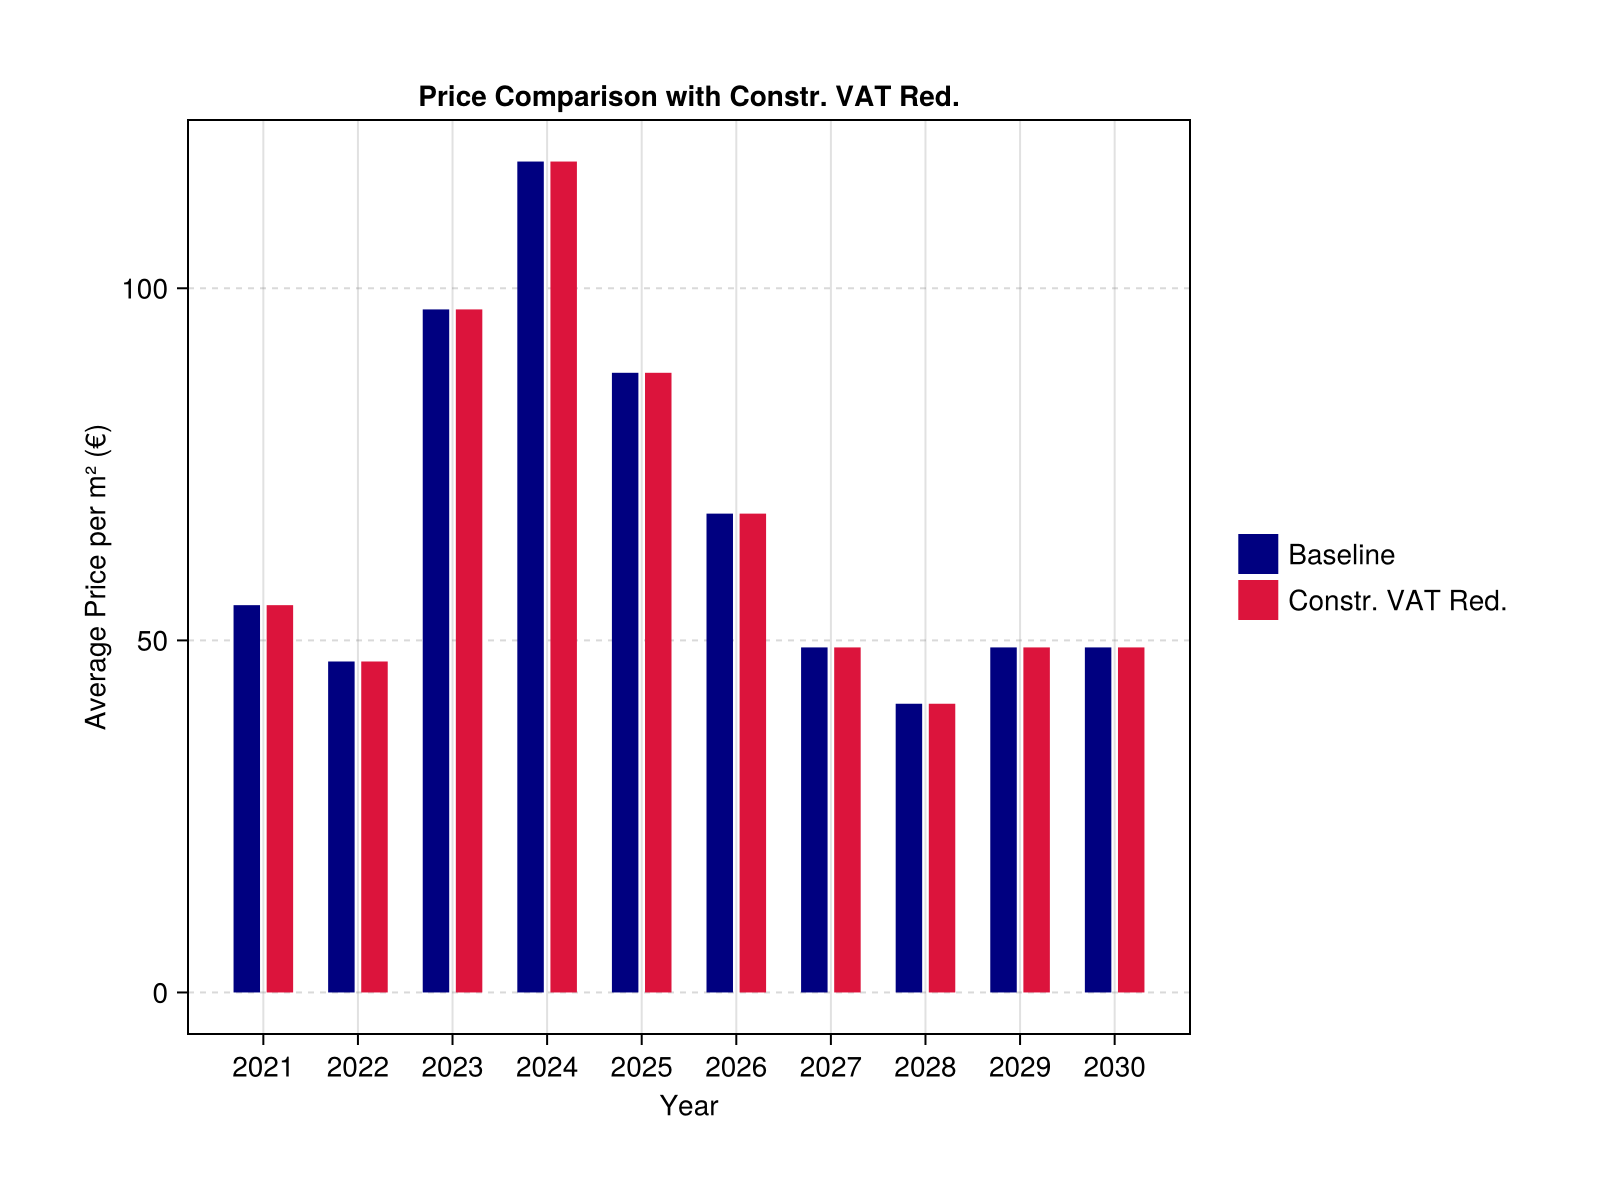 Price Comparison with Constr. VAT Red.
Average Price per m² (€)
100
50
0
2021 2022 2023 2024 2025 2026 2027 2028 2029 2030
Year
Baseline
Constr. VAT Red.